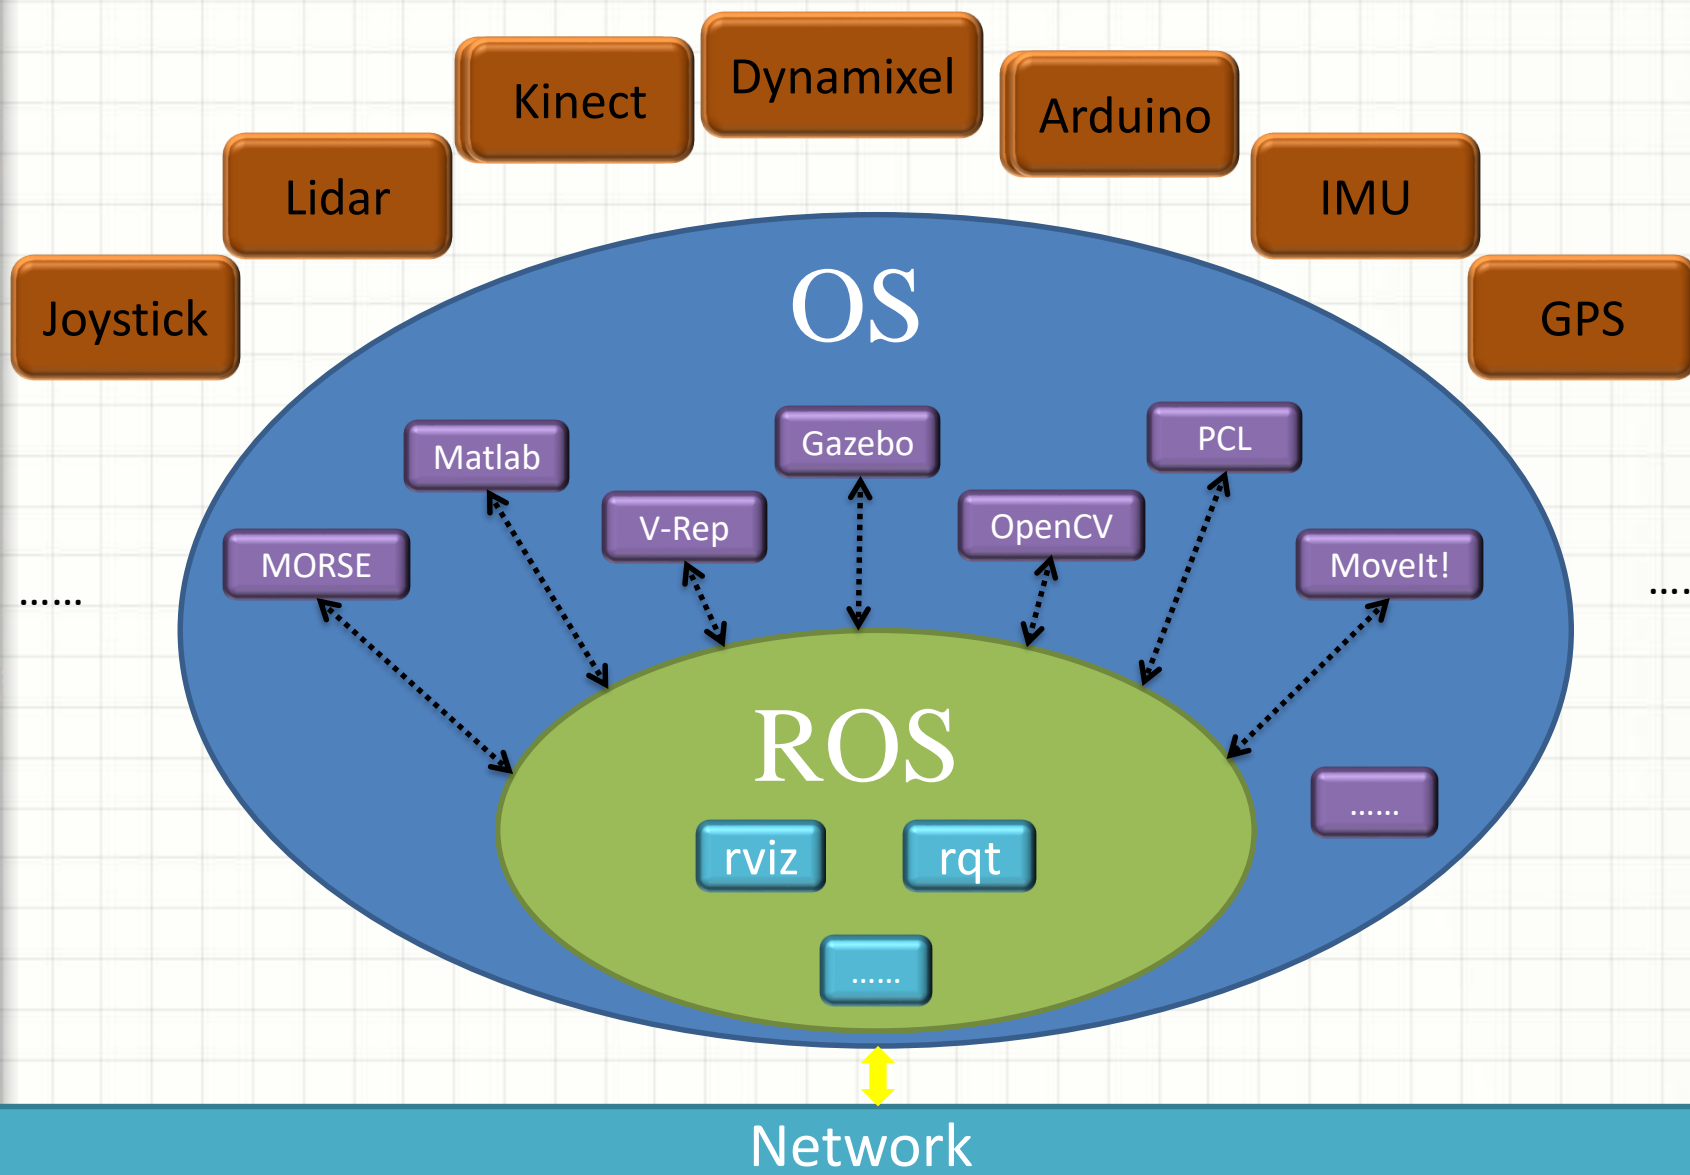 Dynamixel
Kinect
Arduino
Lidar
IMU
Joystick
GPS
OS
Matlab
Gazebo
PCL
V-Rep
OpenCV
MORSE
MoveIt!
……
….
ROS
……
rviz
rqt
……
Network